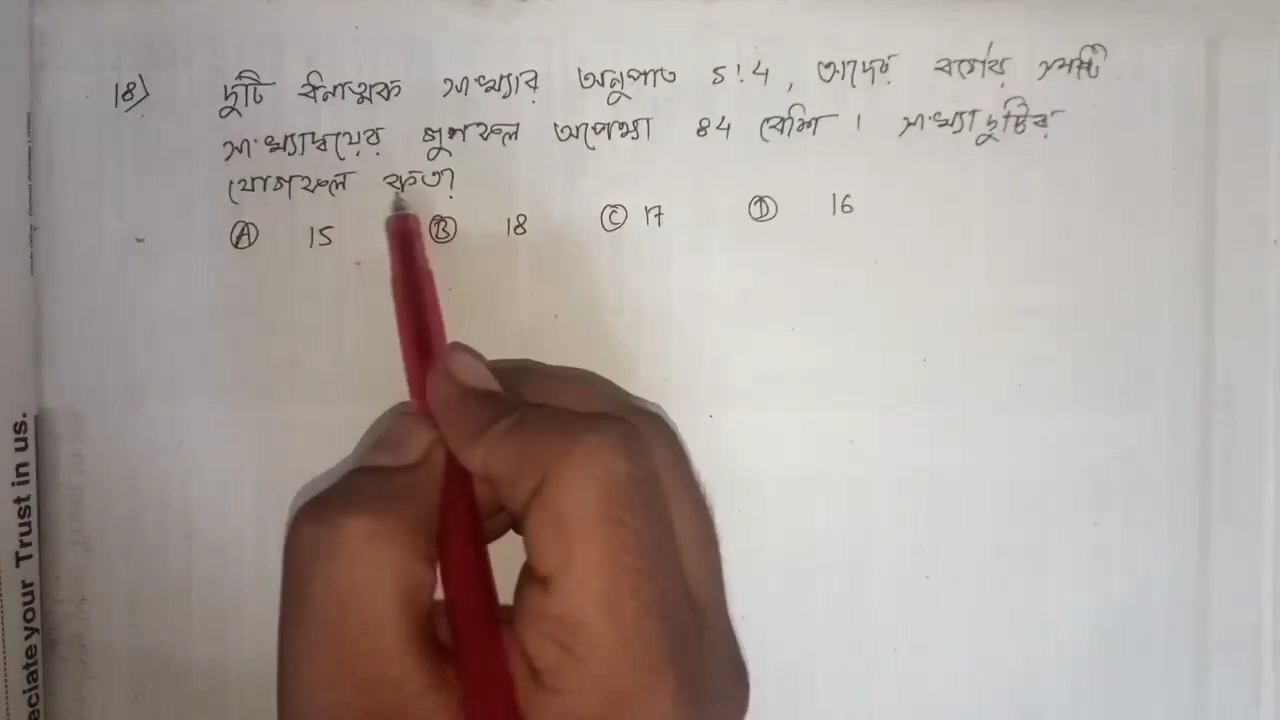 18) দুটি ধনাত্মক সংখ্যার অনুপাত 5:4, তাদের বর্গের সমষ্টি
সংখ্যাদ্বয়ের গুণফল অপেক্ষা 84 বেশি। সংখ্যাদুটির
যোগফল কত?
Ⓐ 15 Ⓑ 18 Ⓒ 17 Ⓓ 16
eciate your Trust in us.